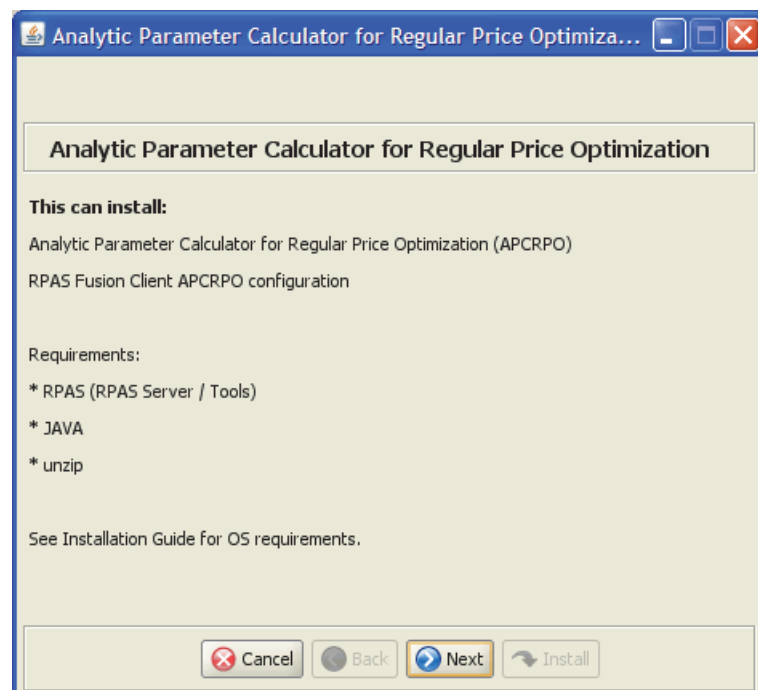 Analytic Parameter Calculator for Regular Price Optimiza...
Analytic Parameter Calculator for Regular Price Optimization
This can install:
Analytic Parameter Calculator for Regular Price Optimization (APCRPO)
RPAS Fusion Client APCRPO configuration
Requirements:
* RPAS (RPAS Server / Tools)
* JAVA
* unzip
See Installation Guide for OS requirements.
Cancel Back Next Install